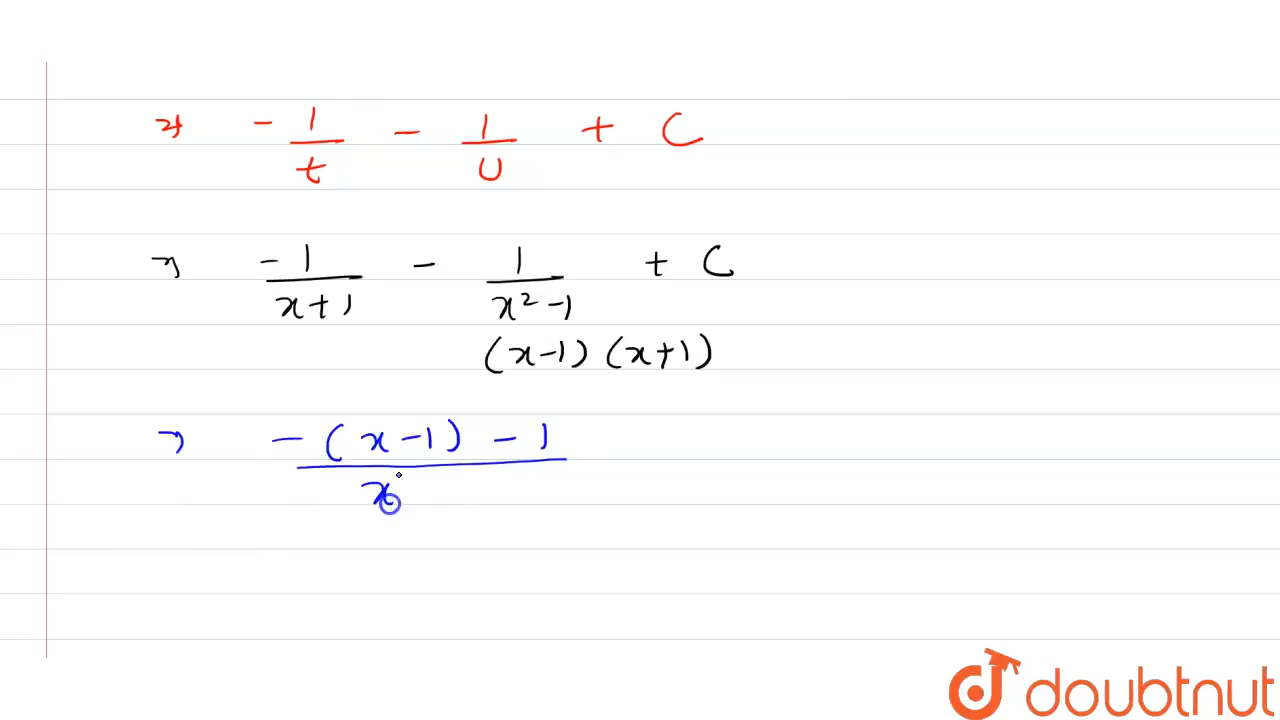 ⇒ -1/t - 1/u + C
⇒ -1/(x+1) - 1/(x²-1) + C
(x-1) (x+1)
⇒ -(x-1) - 1
x
doubtnut